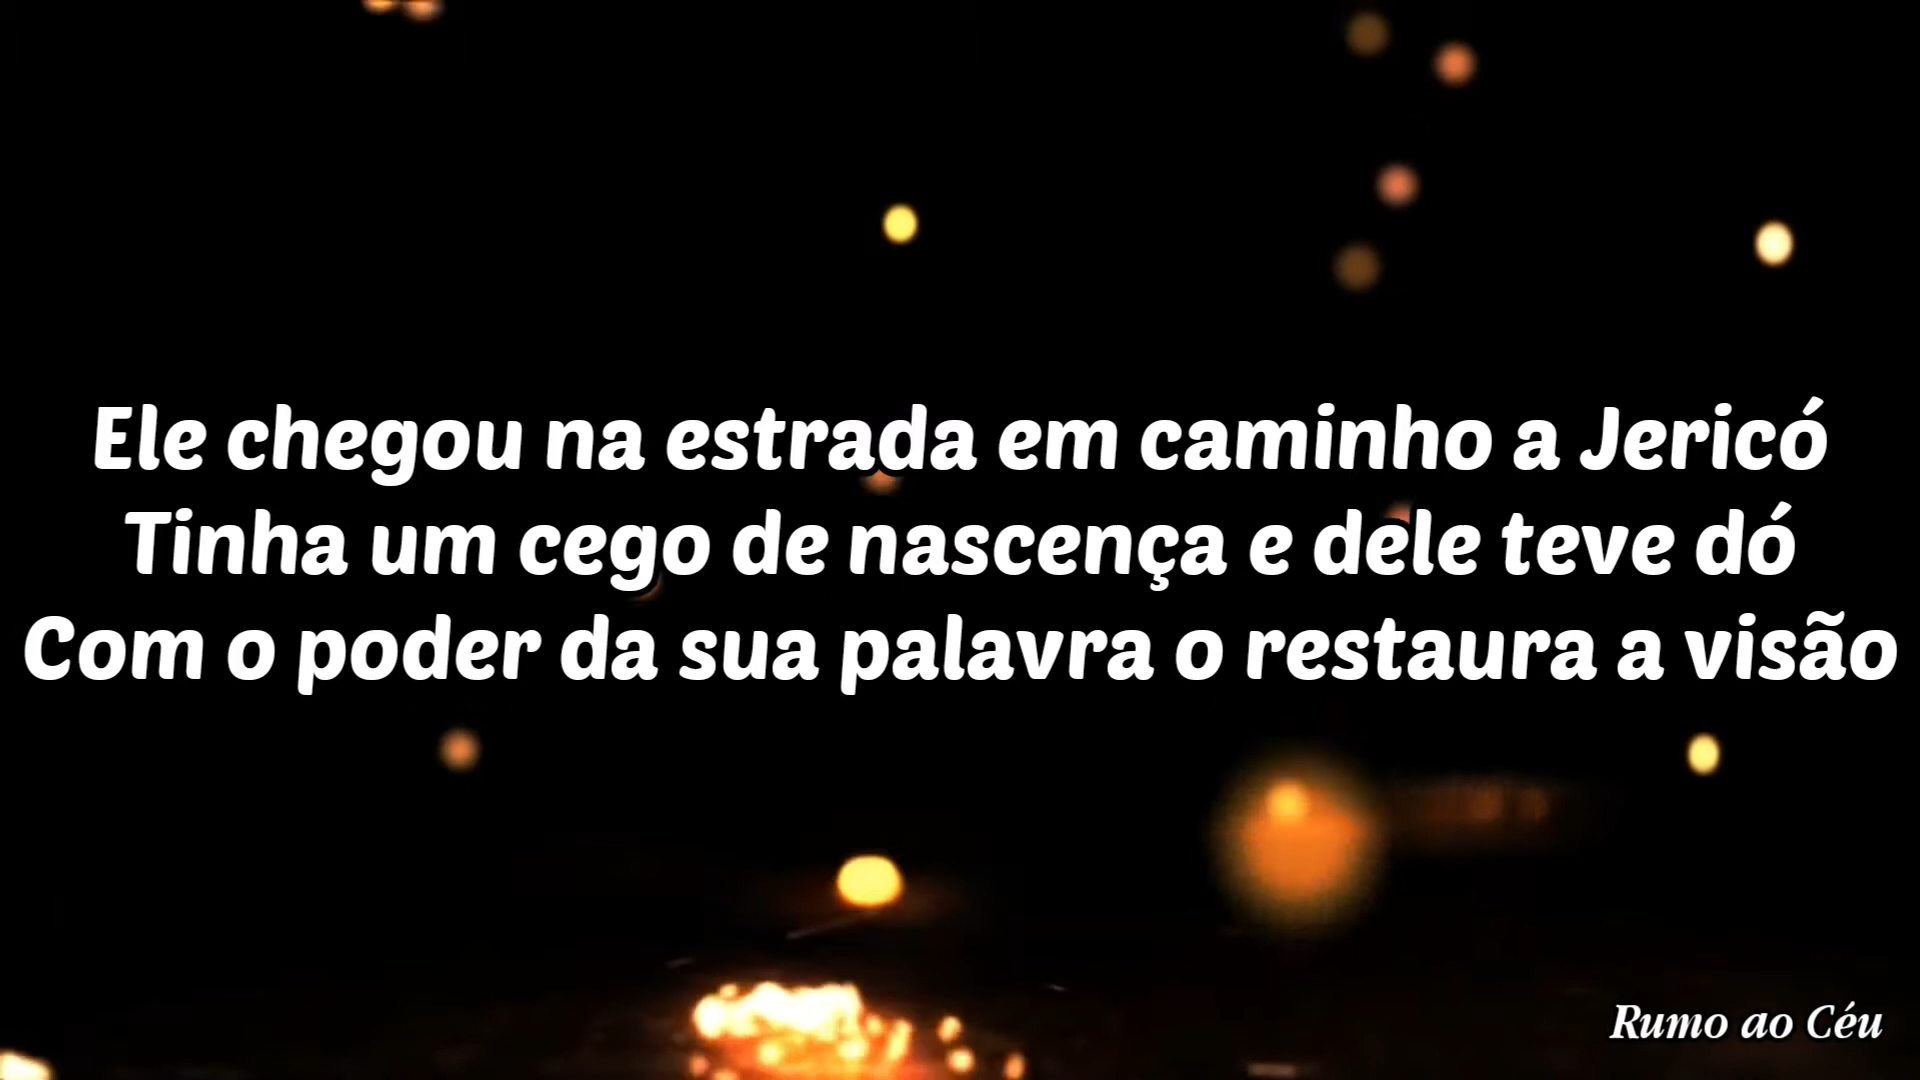 Ele chegou na estrada em caminho a Jericó
Tinha um cego de nascença e dele teve dó
Com o poder da sua palavra o restaura a visão
Rumo ao Céu